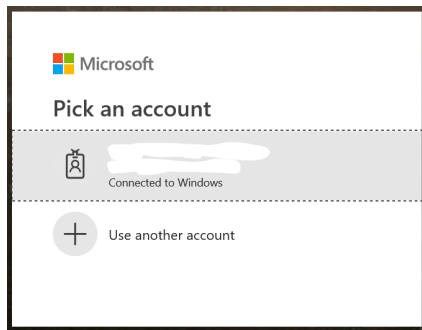 Microsoft
Pick an account
Connected to Windows
Use another account